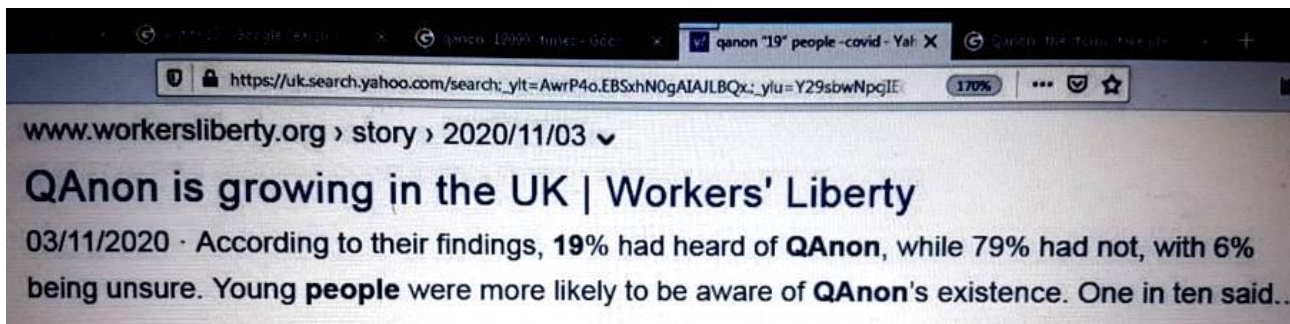 qanon "19" people -covid - Yah
https://uk.search.yahoo.com/search;_ylt=AwrP4o.EBSxhN0gAIAJLBQx.;_ylu=Y29sbwNpcjIE
170%
www.workersliberty.org › story › 2020/11/03
QAnon is growing in the UK | Workers' Liberty
03/11/2020 · According to their findings, 19% had heard of QAnon, while 79% had not, with 6%
being unsure. Young people were more likely to be aware of QAnon's existence. One in ten said..